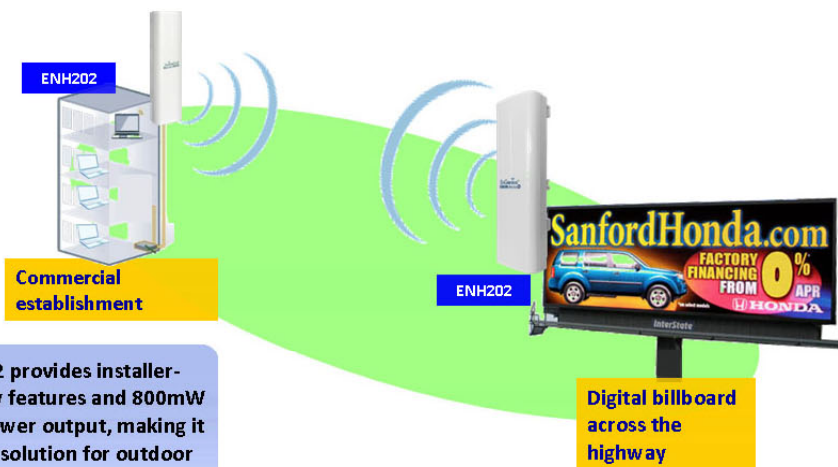 ENH202
Commercial
establishment
SanfordHonda.com
FACTORY
FINANCING
FROM 0% APR
HONDA
InterState
ENH202
2 provides installer-
features and 800mW
wer output, making it
solution for outdoor
Digital billboard
across the
highway